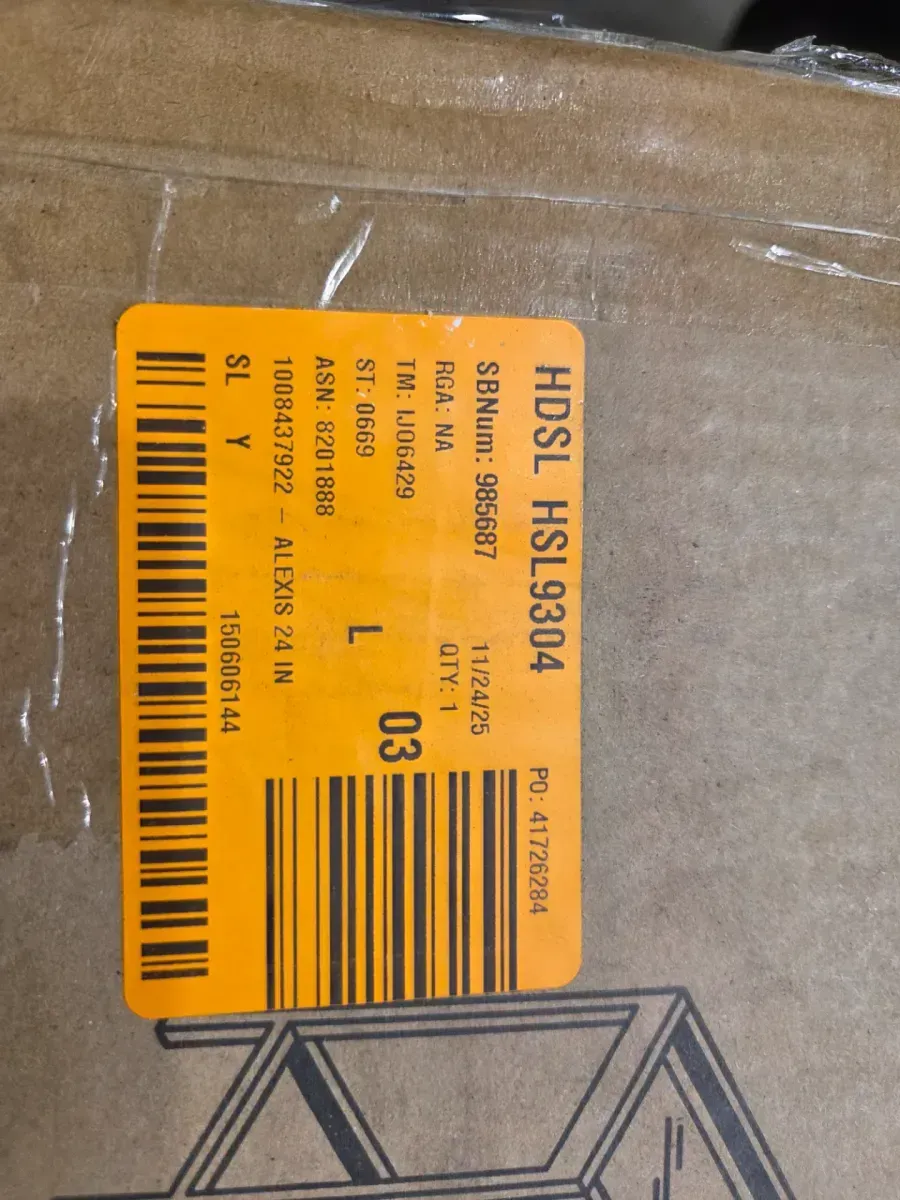 HDSL HSL9304
PO: 41726284
SBNum: 985687 11/24/25
RGA: NA QTY: 1
TM: IJ06429 03
ST: 0669 L
ASN: 8201888
1008437922 - ALEXIS 24 IN
SL Y 150606144